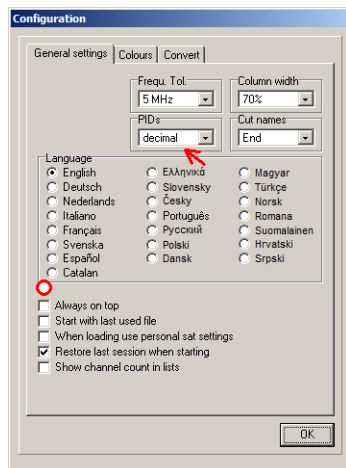 Configuration
General settings Colours Convert
Frequ. Tol. Column width
5 MHz 70%
PIDs Cut names
decimal End
Language
English Ελληνικά Magyar
Deutsch Slovensky Türkçe
Nederlands Česky Norsk
Italiano Português Romana
Français Русский Suomalainen
Svenska Polski Hrvatski
Español Dansk Srpski
Catalan
Always on top
Start with last used file
When loading use personal sat settings
Restore last session when starting
Show channel count in lists
OK